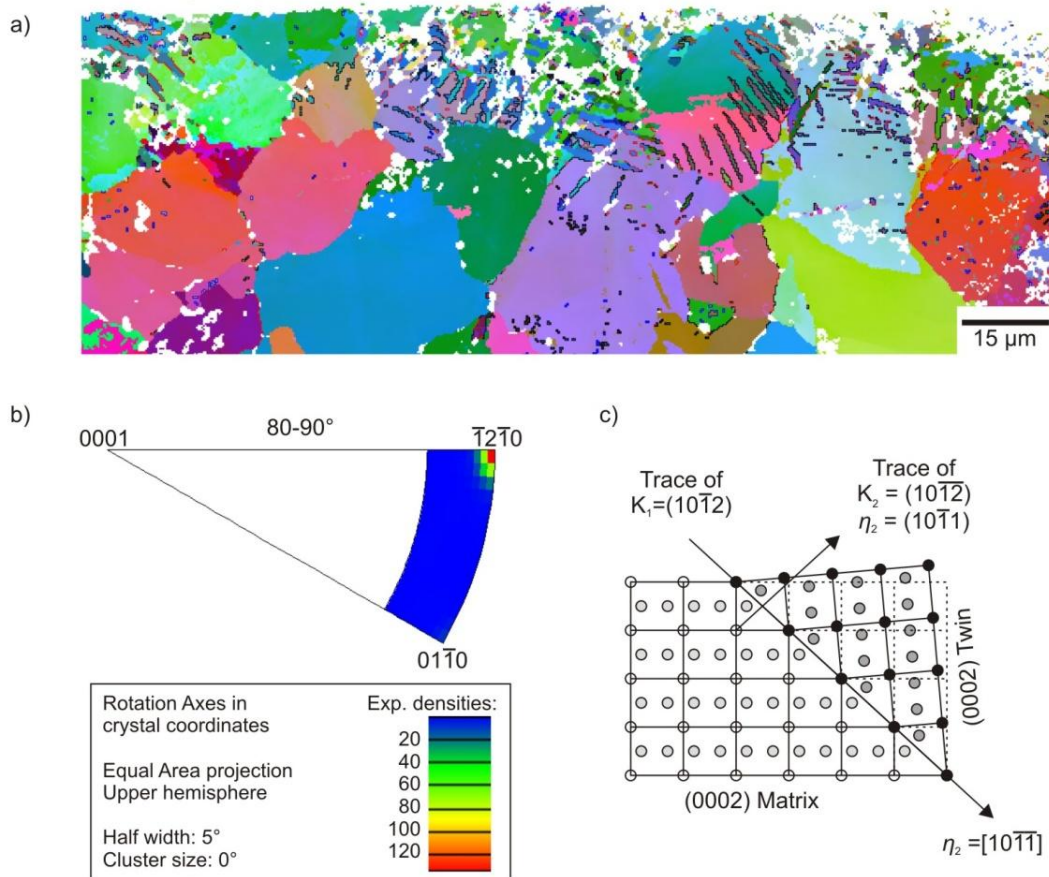 a)
15 µm
b)
0001
80-90°
1̅21̅0
011̅0
Rotation Axes in
crystal coordinates
Equal Area projection
Upper hemisphere
Half width: 5°
Cluster size: 0°
Exp. densities:
20
40
60
80
100
120
c)
Trace of
K₁=(101̅2)
Trace of
K₂ = (101̅2̅)
η₂ = (101̅1)
(0002) Twin
(0002) Matrix
η₂ =[101̅1̅]